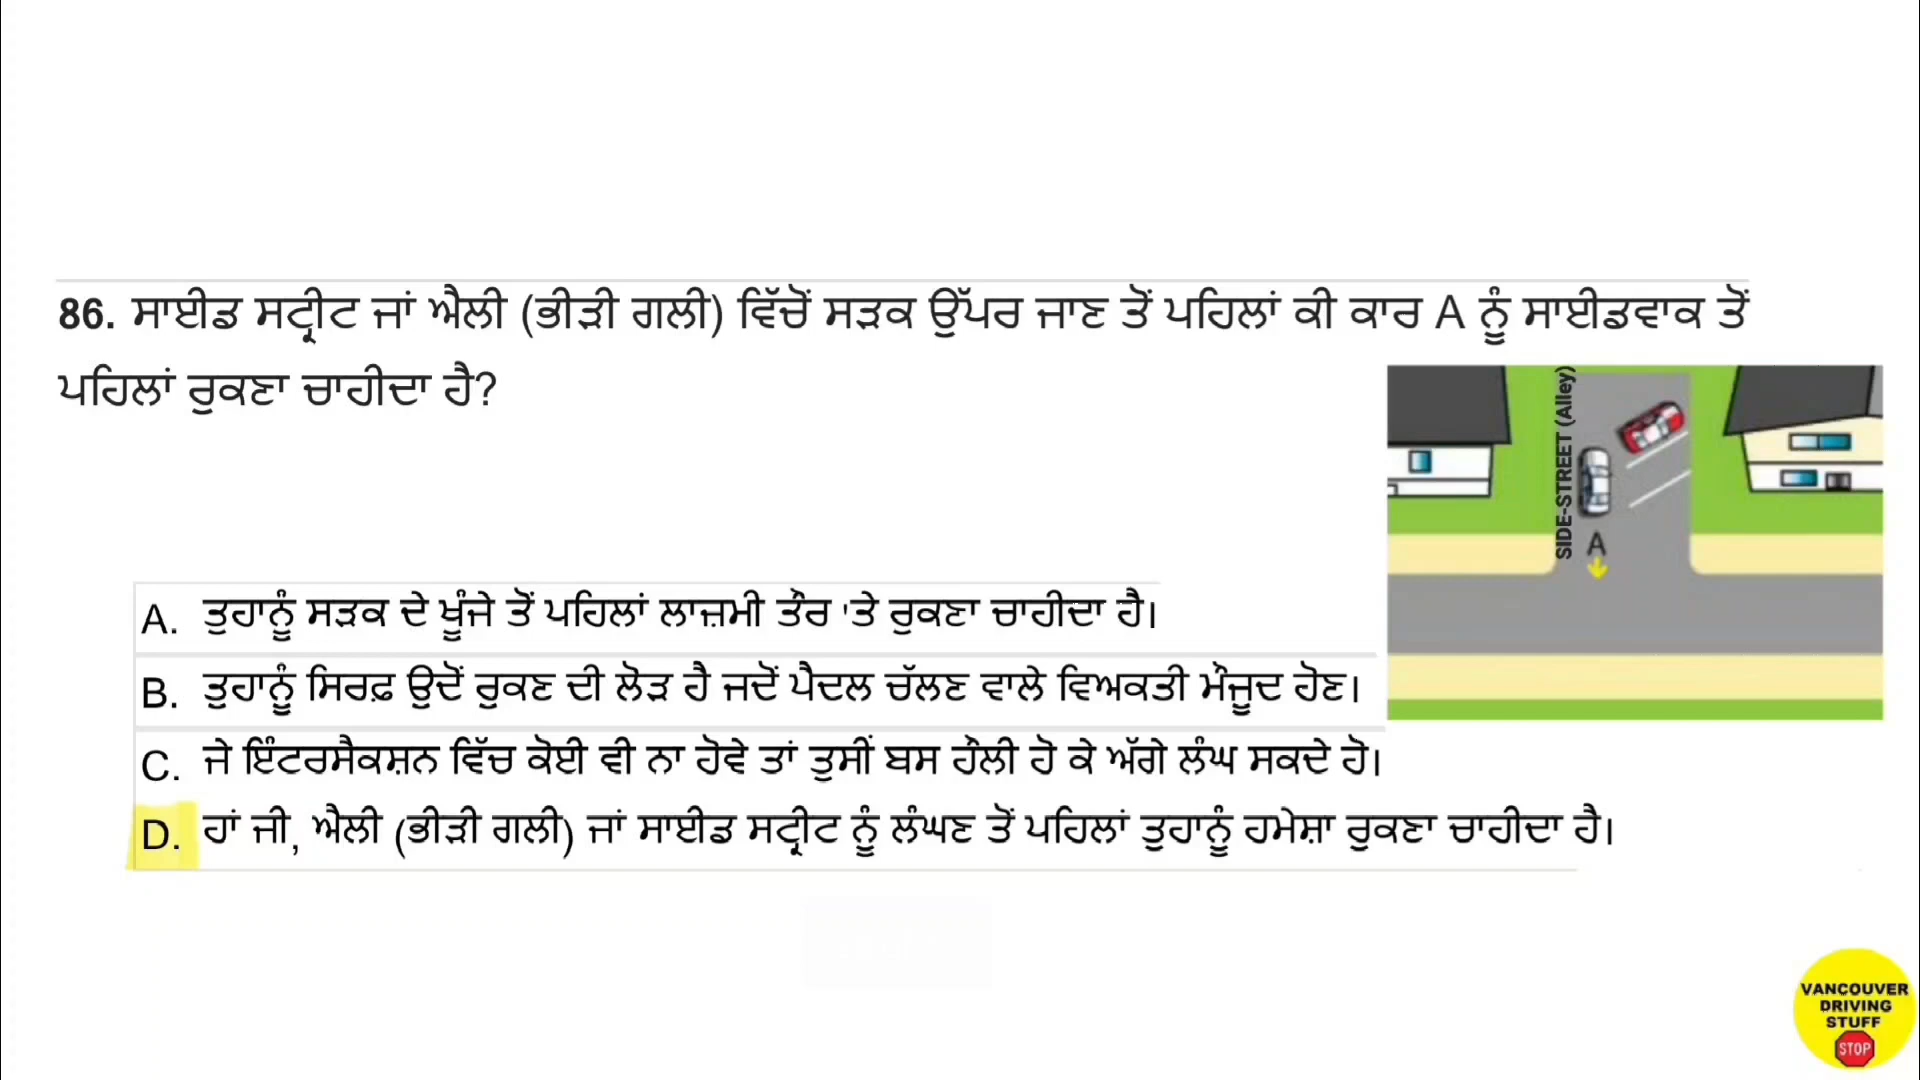 86. ਸਾਈਡ ਸਟ੍ਰੀਟ ਜਾਂ ਐਲੀ (ਭੀੜੀ ਗਲੀ) ਵਿੱਚੋਂ ਸੜਕ ਉੱਪਰ ਜਾਣ ਤੋਂ ਪਹਿਲਾਂ ਕੀ ਕਾਰ A ਨੂੰ ਸਾਈਡਵਾਕ ਤੋਂ
ਪਹਿਲਾਂ ਰੁਕਣਾ ਚਾਹੀਦਾ ਹੈ?
SIDE-STREET (Alley)
A
A. ਤੁਹਾਨੂੰ ਸੜਕ ਦੇ ਖੂੰਜੇ ਤੋਂ ਪਹਿਲਾਂ ਲਾਜ਼ਮੀ ਤੌਰ 'ਤੇ ਰੁਕਣਾ ਚਾਹੀਦਾ ਹੈ।
B. ਤੁਹਾਨੂੰ ਸਿਰਫ਼ ਉਦੋਂ ਰੁਕਣ ਦੀ ਲੋੜ ਹੈ ਜਦੋਂ ਪੈਦਲ ਚੱਲਣ ਵਾਲੇ ਵਿਅਕਤੀ ਮੌਜੂਦ ਹੋਣ।
C. ਜੇ ਇੰਟਰਸੈਕਸ਼ਨ ਵਿੱਚ ਕੋਈ ਵੀ ਨਾ ਹੋਵੇ ਤਾਂ ਤੁਸੀਂ ਬਸ ਹੌਲੀ ਹੋ ਕੇ ਅੱਗੇ ਲੰਘ ਸਕਦੇ ਹੋ।
D. ਹਾਂ ਜੀ, ਐਲੀ (ਭੀੜੀ ਗਲੀ) ਜਾਂ ਸਾਈਡ ਸਟ੍ਰੀਟ ਨੂੰ ਲੰਘਣ ਤੋਂ ਪਹਿਲਾਂ ਤੁਹਾਨੂੰ ਹਮੇਸ਼ਾ ਰੁਕਣਾ ਚਾਹੀਦਾ ਹੈ।
VANCOUVER
DRIVING
STUFF
STOP